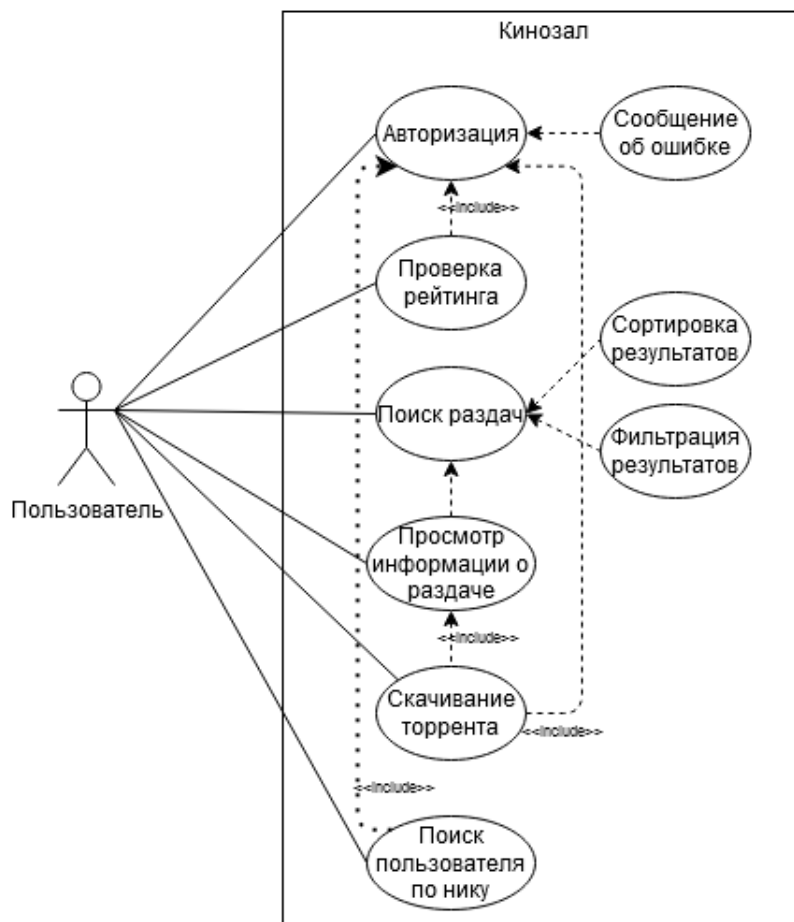 Кинозал
Авторизация
Сообщение
об ошибке
<<include>>
Проверка
рейтинга
Сортировка
результатов
Поиск раздач
Фильтрация
результатов
Пользователь
Просмотр
информации о
раздаче
<<include>>
Скачивание
торрента
<<include>>
<<include>>
Поиск
пользователя
по нику